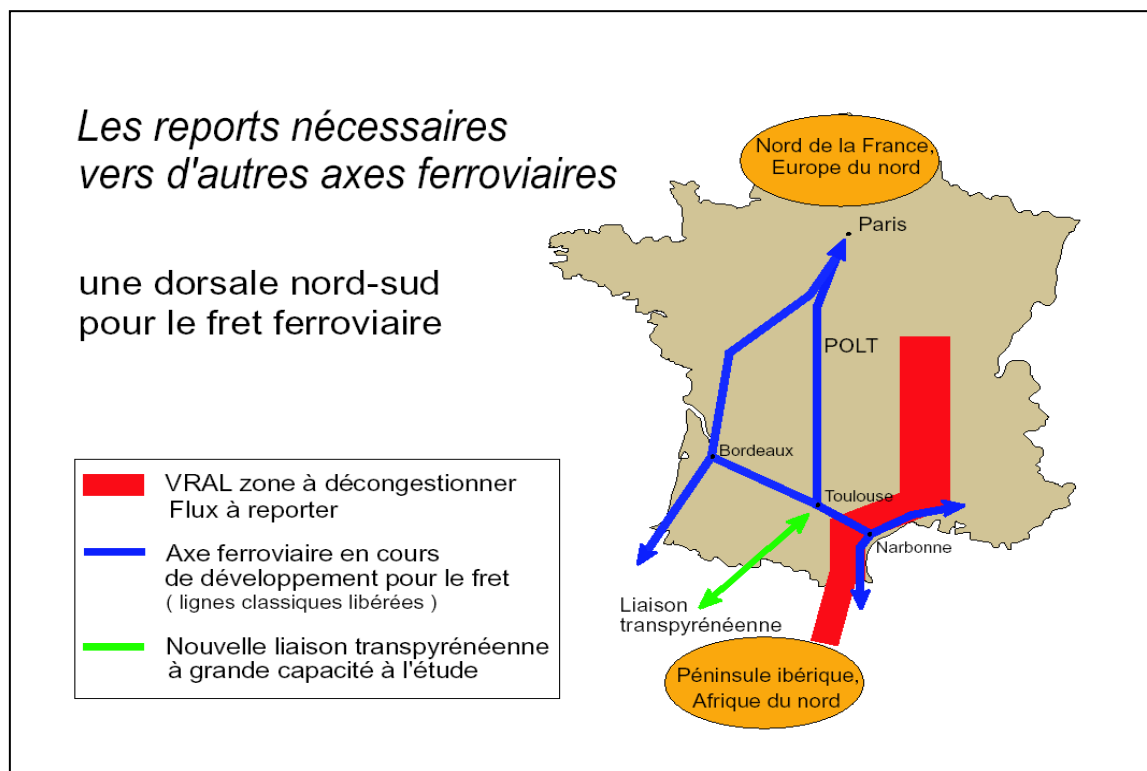 Les reports nécessaires
vers d'autres axes ferroviaires
une dorsale nord-sud
pour le fret ferroviaire
Nord de la France,
Europe du nord
Paris
POLT
Bordeaux
Toulouse
Narbonne
Liaison
transpyrénéenne
Péninsule ibérique,
Afrique du nord
VRAL zone à décongestionner
Flux à reporter
Axe ferroviaire en cours
de développement pour le fret
( lignes classiques libérées )
Nouvelle liaison transpyrénéenne
à grande capacité à l'étude